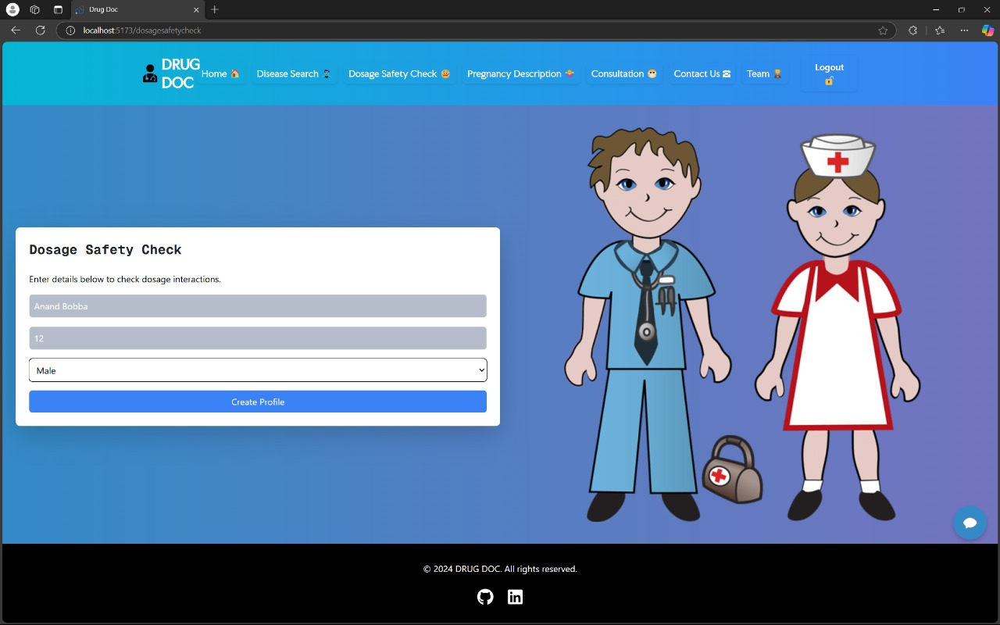 Drug Doc
localhost:5173/dosagesafetycheck
DRUG DOC
Home 🏠 Disease Search Dosage Safety Check Pregnancy Description Consultation 😷 Contact Us ☎ Team 🏆 Logout 🔓
Dosage Safety Check
Enter details below to check dosage interactions.
Anand Bobba
12
Male
Create Profile
© 2024 DRUG DOC. All rights reserved.
in